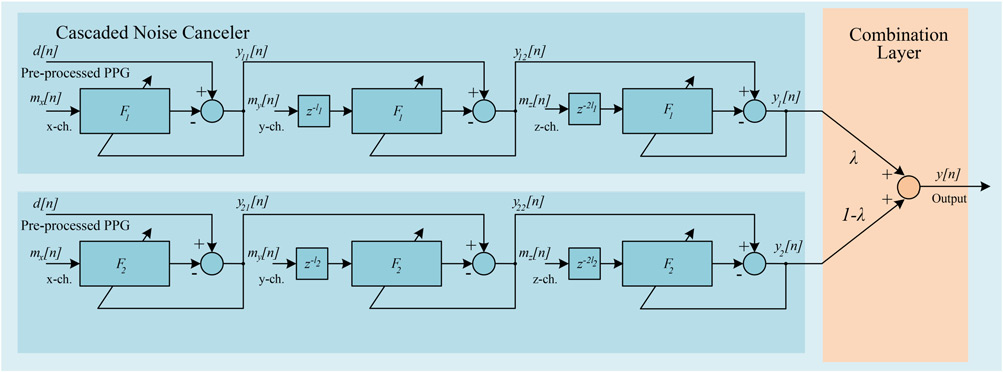 Cascaded Noise Canceler
Combination
Layer
d[n]
y11[n]
y12[n]
Pre-processed PPG
mx[n]
F1
+
-
my[n]
z-l1
F1
+
-
mz[n]
z-2l1
F1
+
-
y1[n]
x-ch.
y-ch.
z-ch.
λ
+
y[n]
Output
+
1-λ
d[n]
y21[n]
y22[n]
Pre-processed PPG
mx[n]
F2
+
-
my[n]
z-l2
F2
+
-
mz[n]
z-2l2
F2
+
-
y2[n]
x-ch.
y-ch.
z-ch.